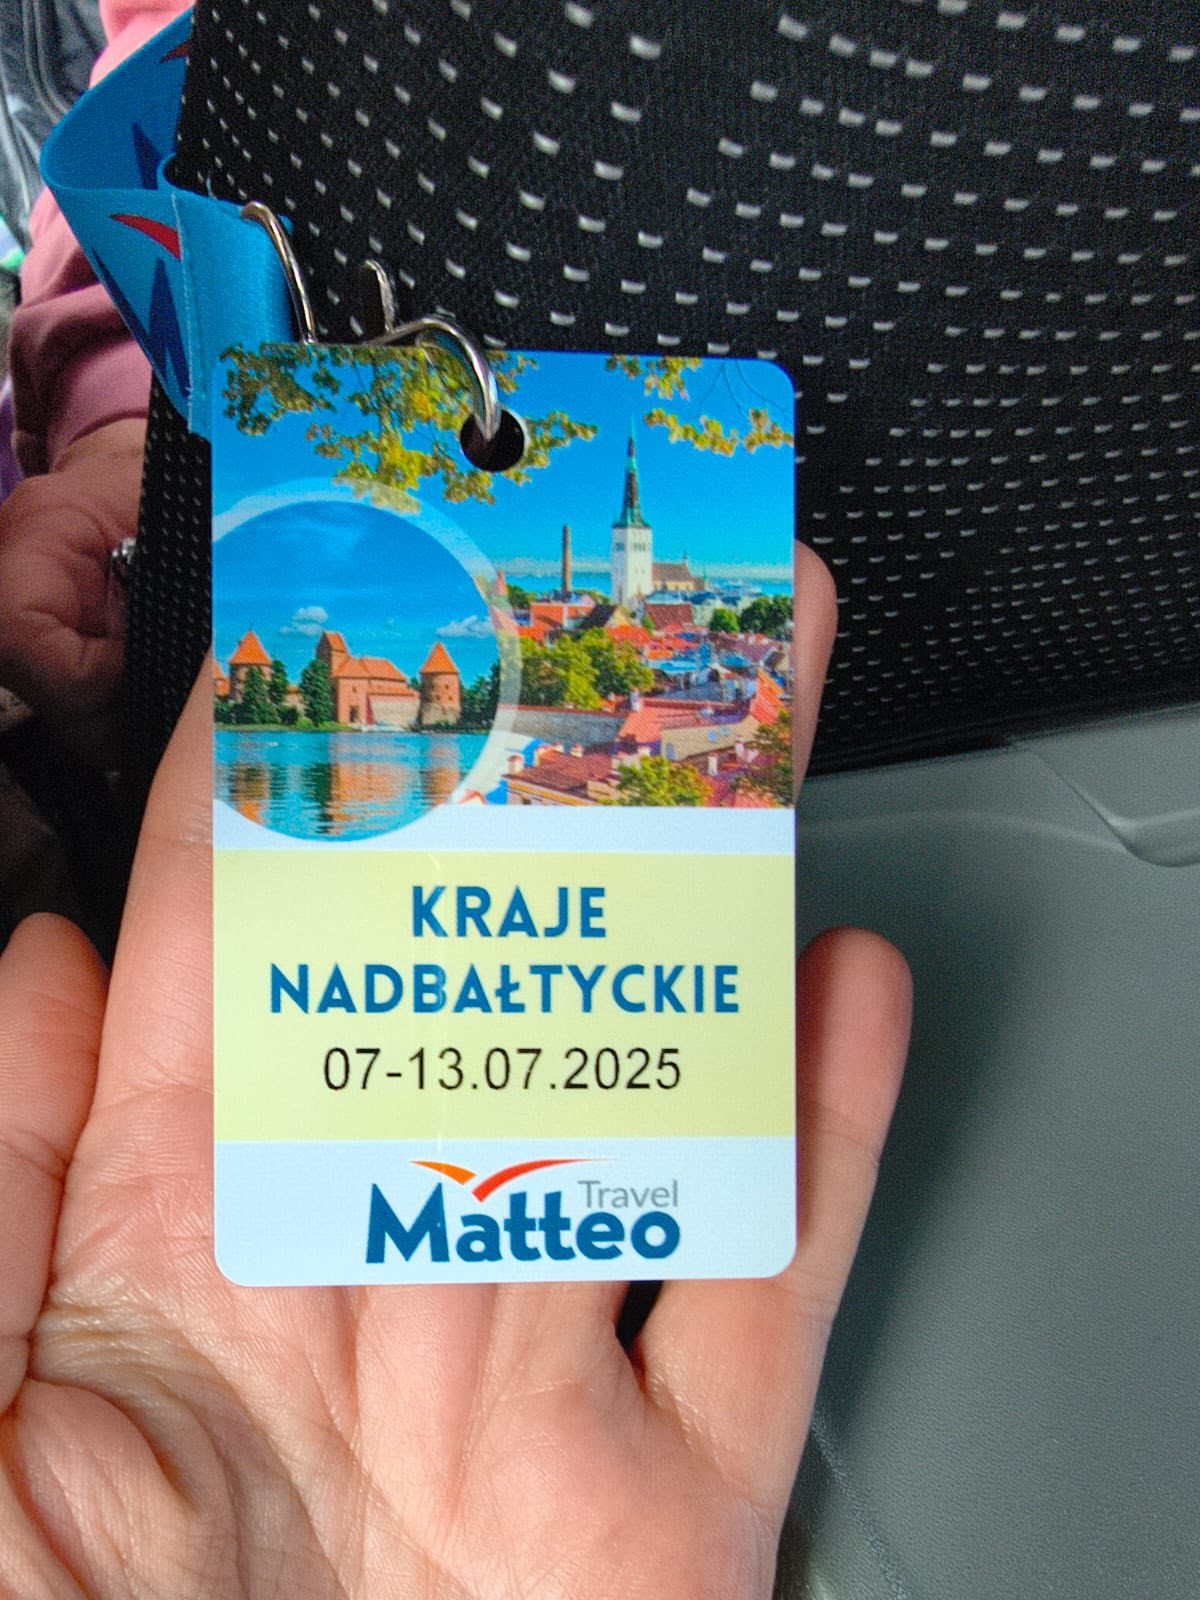 KRAJE
NADBAŁTYCKIE
07-13.07.2025
Travel
Matteo